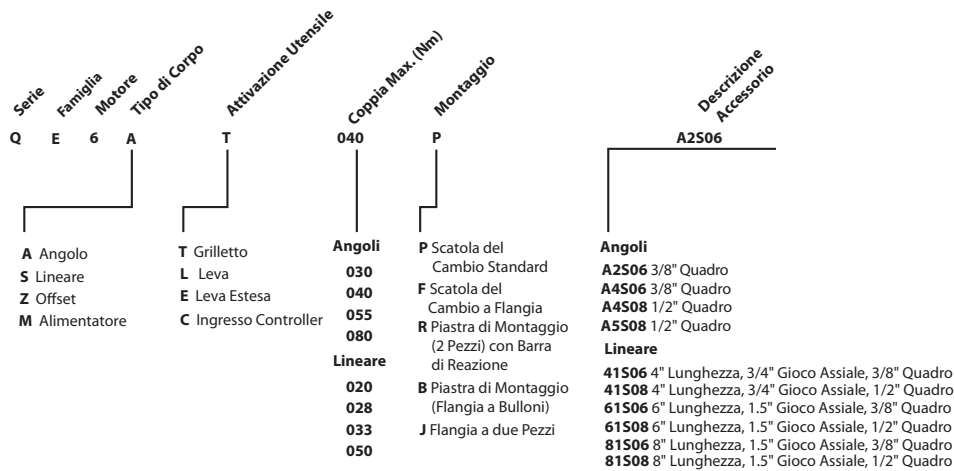 Serie
Famiglia
Motore
Tipo di Corpo
Attivazione Utensile
Coppia Max. (Nm)
Montaggio
Descrizione
Accessorio
Q E 6 A T 040 P A2S06
A Angolo
S Lineare
Z Offset
M Alimentatore
T Grilletto
L Leva
E Leva Estesa
C Ingresso Controller
Angoli
030
040
055
080
Lineare
020
028
033
050
P Scatola del
Cambio Standard
F Scatola del
Cambio a Flangia
R Piastra di Montaggio
(2 Pezzi) con Barra
di Reazione
B Piastra di Montaggio
(Flangia a Bulloni)
J Flangia a due Pezzi
Angoli
A2S06 3/8" Quadro
A4S06 3/8" Quadro
A4S08 1/2" Quadro
A5S08 1/2" Quadro
Lineare
41S06 4" Lunghezza, 3/4" Gioco Assiale, 3/8" Quadro
41S08 4" Lunghezza, 3/4" Gioco Assiale, 1/2" Quadro
61S06 6" Lunghezza, 1.5" Gioco Assiale, 3/8" Quadro
61S08 6" Lunghezza, 1.5" Gioco Assiale, 1/2" Quadro
81S06 8" Lunghezza, 1.5" Gioco Assiale, 3/8" Quadro
81S08 8" Lunghezza, 1.5" Gioco Assiale, 1/2" Quadro